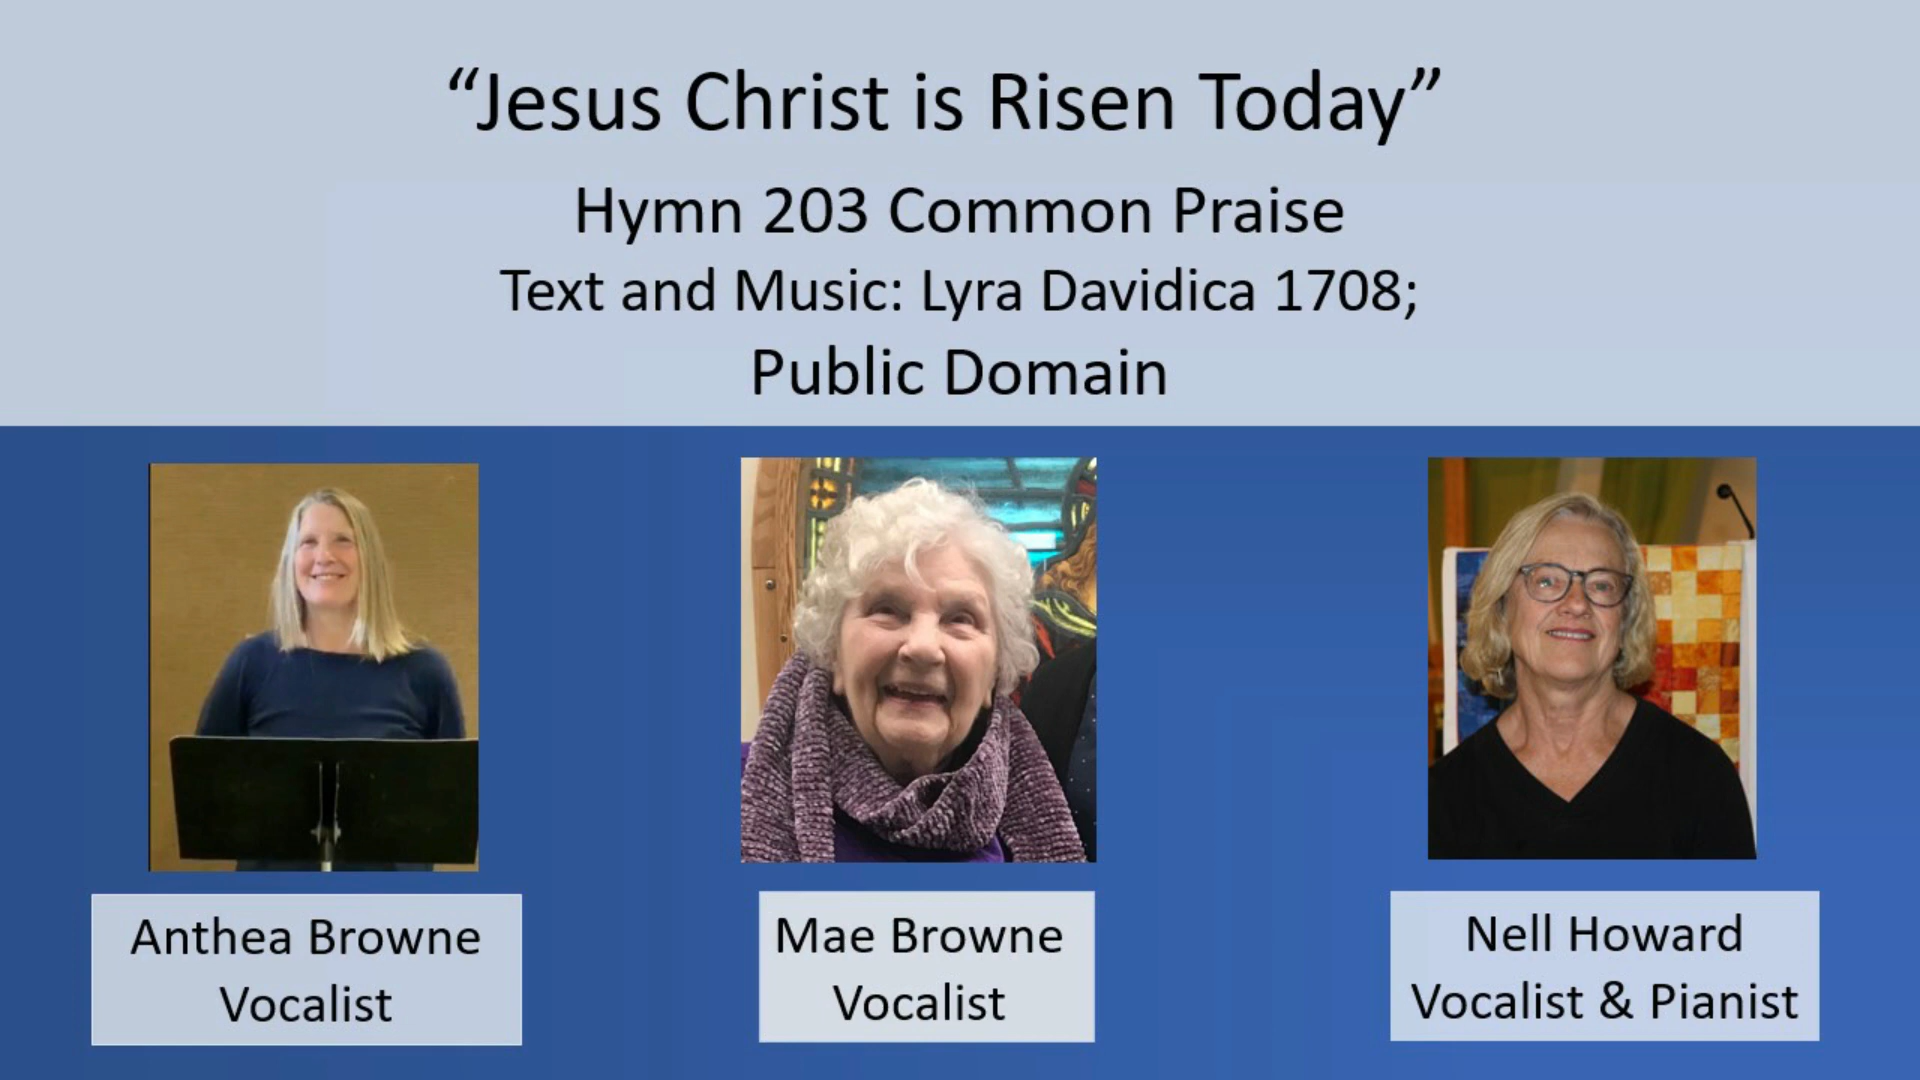 “Jesus Christ is Risen Today”
Hymn 203 Common Praise
Text and Music: Lyra Davidica 1708;
Public Domain
Anthea Browne
Vocalist
Mae Browne
Vocalist
Nell Howard
Vocalist & Pianist